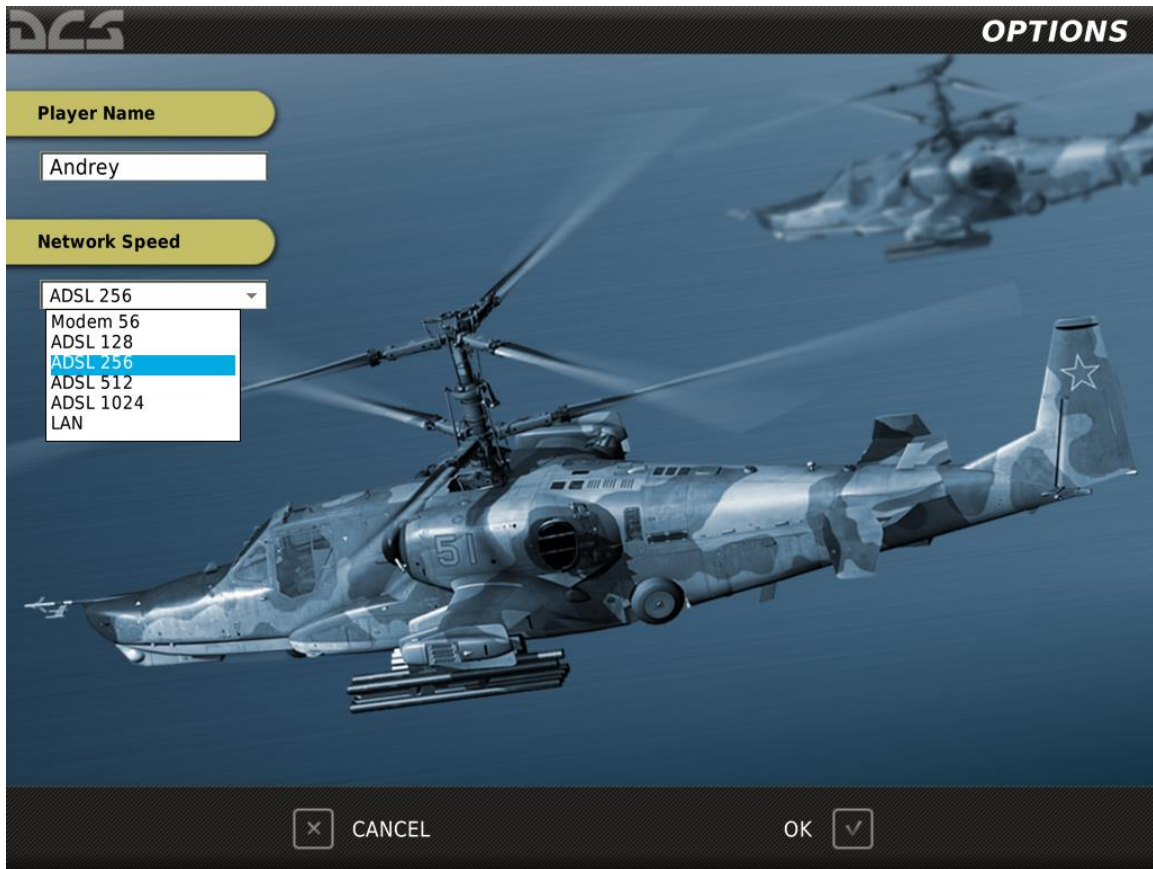 DCS
OPTIONS
Player Name
Andrey
Network Speed
ADSL 256
Modem 56
ADSL 128
ADSL 256
ADSL 512
ADSL 1024
LAN
51
CANCEL
OK